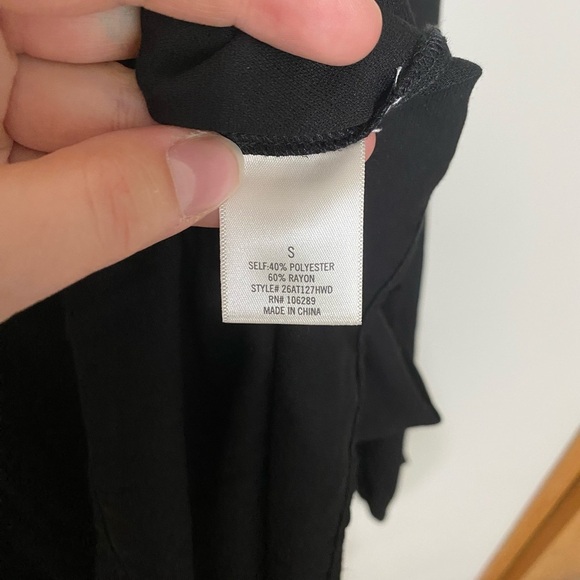 S
SELF:40% POLYESTER
60% RAYON
STYLE# 26AT127HWD
RN# 106289
MADE IN CHINA